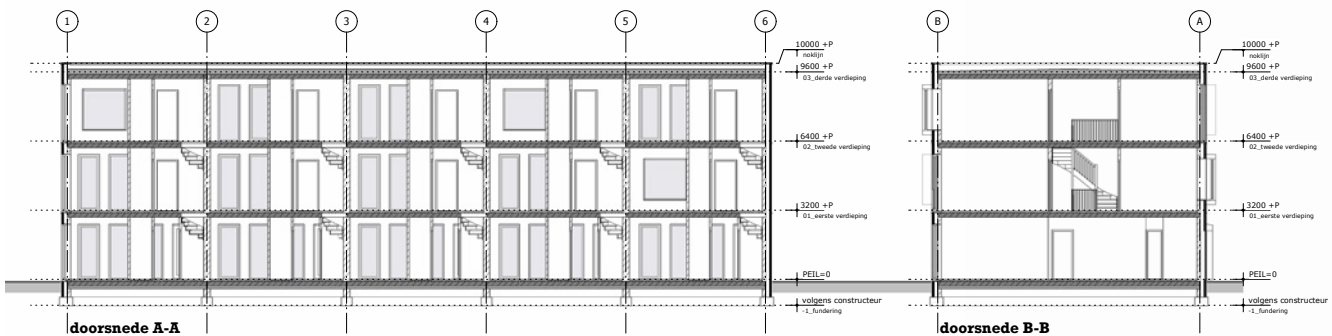 1 2 3 4 5 6
10000 +P
noklijn
9600 +P
03_derde verdieping
6400 +P
02_tweede verdieping
3200 +P
01_eerste verdieping
PEIL=0
volgens constructeur
-1_fundering
doorsnede A-A
B A
10000 +P
noklijn
9600 +P
03_derde verdieping
6400 +P
02_tweede verdieping
3200 +P
01_eerste verdieping
PEIL=0
volgens constructeur
-1_fundering
doorsnede B-B